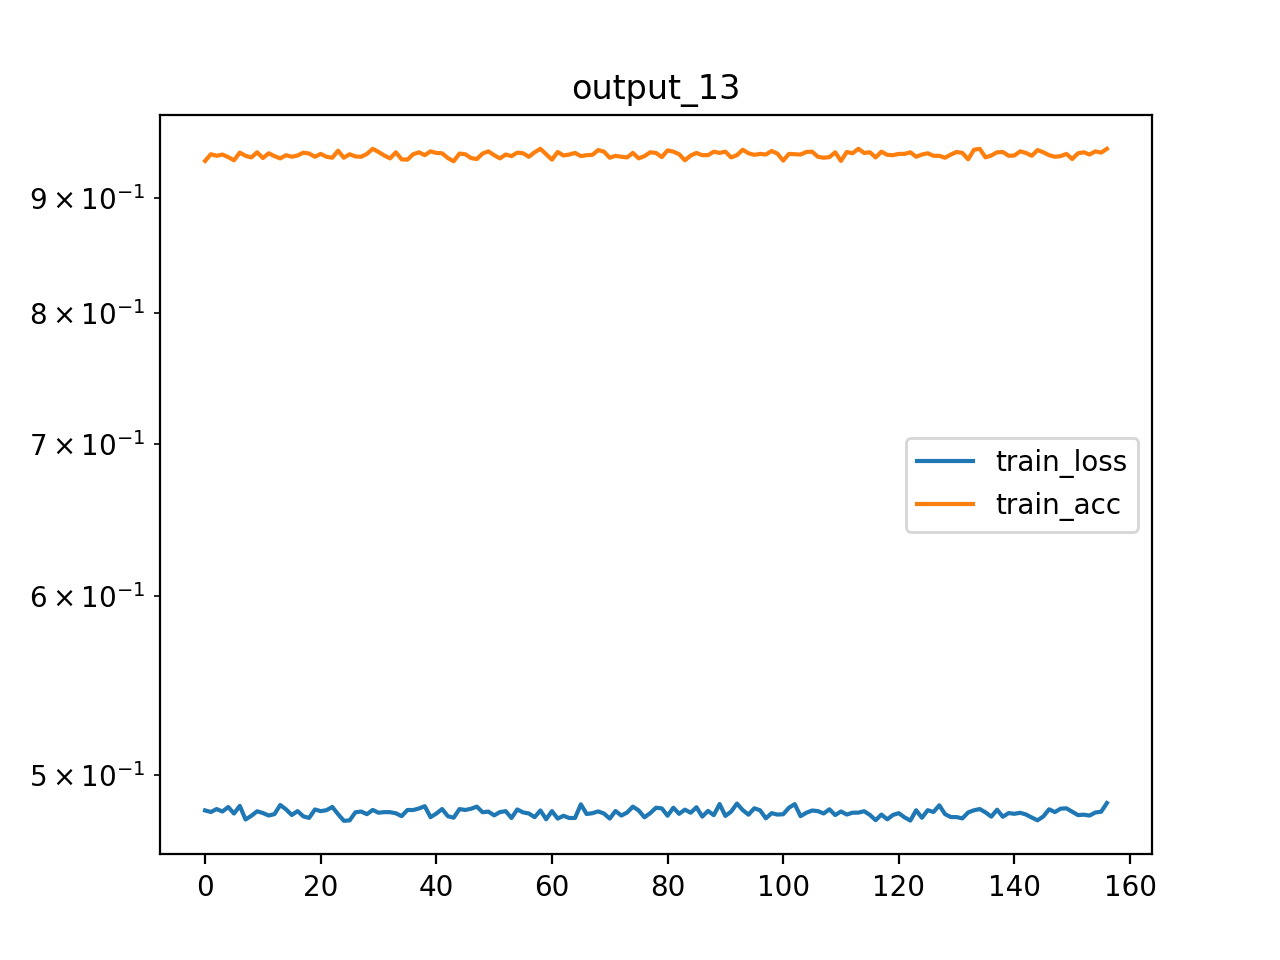 output_13
9 × 10⁻¹
8 × 10⁻¹
7 × 10⁻¹
6 × 10⁻¹
5 × 10⁻¹
train_loss
train_acc
0 20 40 60 80 100 120 140 160